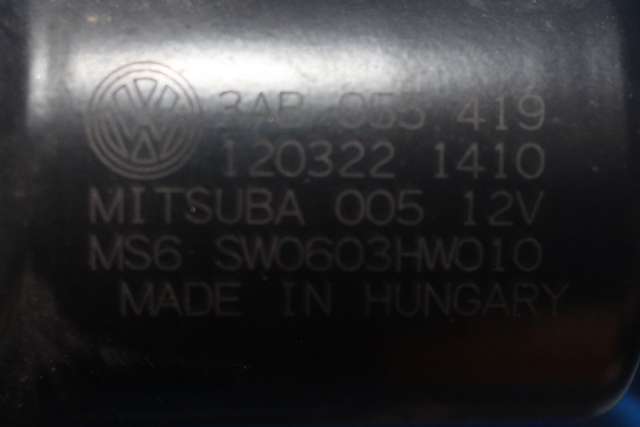 3AB 955 419
120322 1410
MITSUBA 005 12V
MS6 SW0603HW010
MADE IN HUNGARY